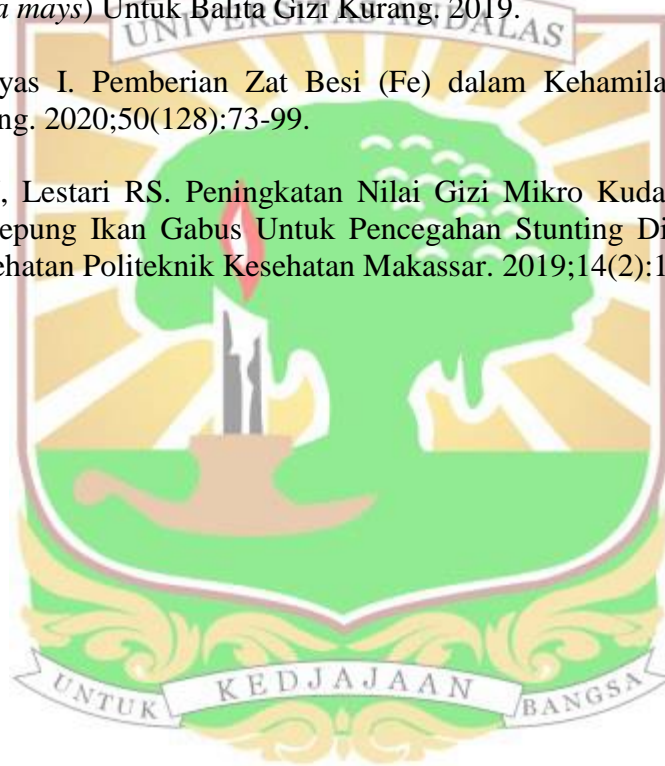 a mays) Untuk Balita Gizi Kurang. 2019.
UNIVERSITAS ANDALAS
yas I. Pemberian Zat Besi (Fe) dalam Kehamila
ng. 2020;50(128):73-99.
, Lestari RS. Peningkatan Nilai Gizi Mikro Kuda
epung Ikan Gabus Untuk Pencegahan Stunting Di
ehatan Politeknik Kesehatan Makassar. 2019;14(2):1
UNTUK KEDJAJAAN BANGSA